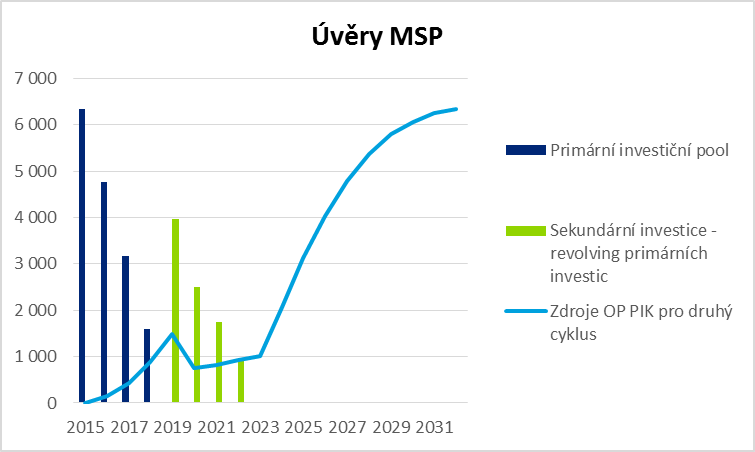 Úvěry MSP
7 000
6 000
5 000
4 000
3 000
2 000
1 000
0
2015 2017 2019 2021 2023 2025 2027 2029 2031
Primární investiční pool
Sekundární investice -
revolving primárních
investic
Zdroje OP PIK pro druhý
cyklus